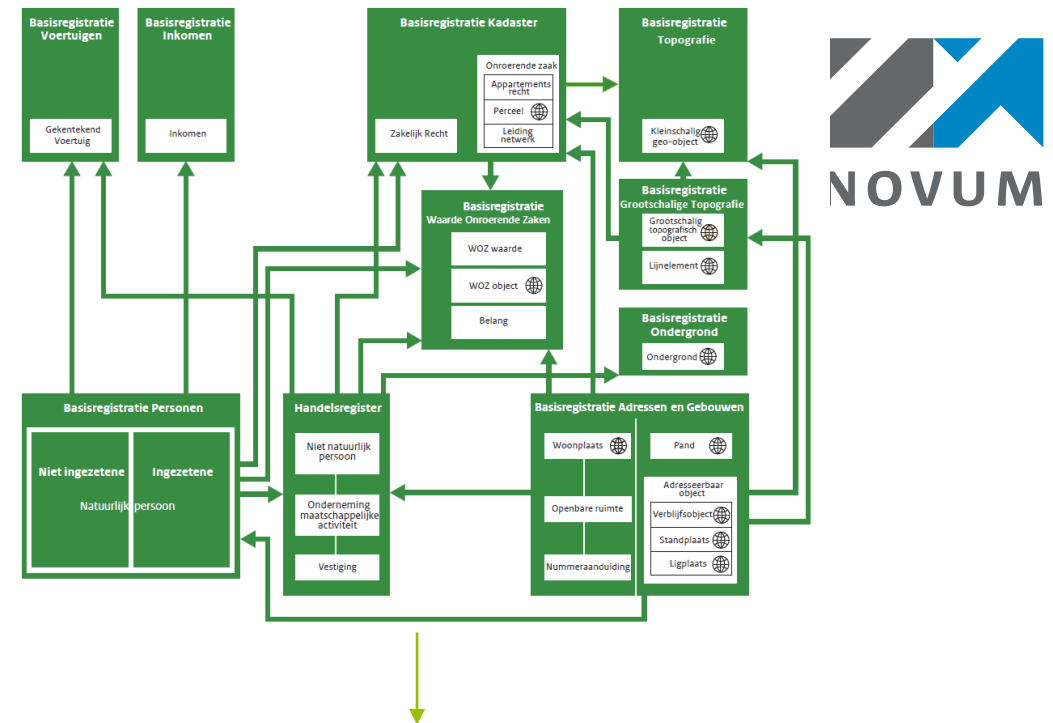 Basisregistratie
Voertuigen
Gekentekend
Voertuig
Basisregistratie
Inkomen
Inkomen
Basisregistratie Kadaster
Onroerende zaak
Appartements
recht
Perceel
Leiding
netwerk
Zakelijk Recht
Basisregistratie
Topografie
Kleinschalig
geo-object
NOVUM
Basisregistratie
Waarde Onroerende Zaken
WOZ waarde
WOZ object
Belang
Basisregistratie
Grootschalige Topografie
Grootschalig
topografisch
object
Lijnelement
Basisregistratie
Ondergrond
Ondergrond
Basisregistratie Personen
Niet ingezetene
Ingezetene
Natuurlijk persoon
Handelsregister
Niet natuurlijk
persoon
Onderneming
maatschappelijke
activiteit
Vestiging
Basisregistratie Adressen en Gebouwen
Woonplaats
Openbare ruimte
Nummeraanduiding
Pand
Adresseerbaar
object
Verblijfsobject
Standplaats
Ligplaats